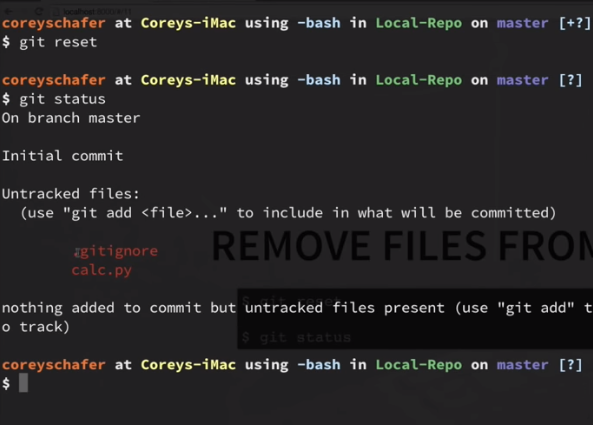 coreyschafer at Coreys-iMac using -bash in Local-Repo on master [+?]
$ git reset
coreyschafer at Coreys-iMac using -bash in Local-Repo on master [?]
$ git status
On branch master
Initial commit
Untracked files:
(use "git add <file>..." to include in what will be committed)
.gitignore
calc.py
REMOVE FILES FROM
nothing added to commit but untracked files present (use "git add" t
o track)
$ git reset
$ git status
coreyschafer at Coreys-iMac using -bash in Local-Repo on master [?]
$